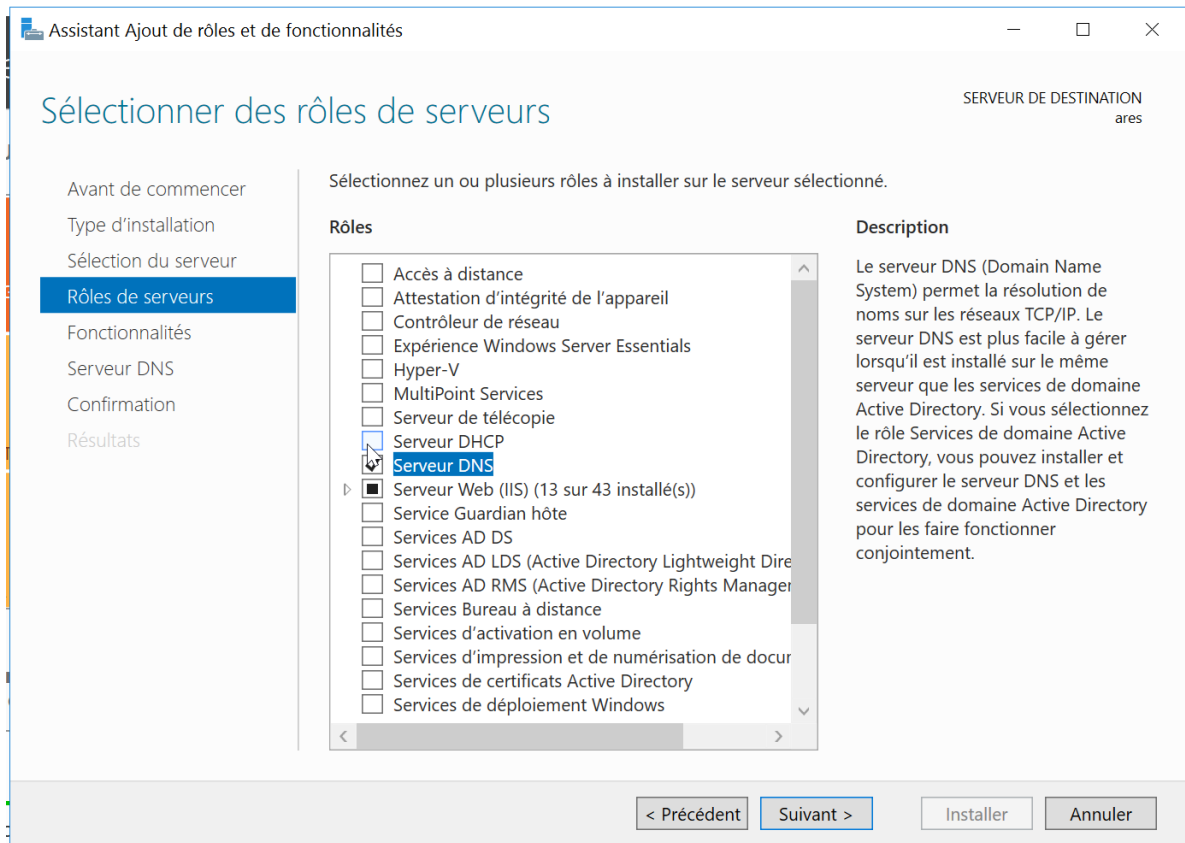 Assistant Ajout de rôles et de fonctionnalités
Sélectionner des rôles de serveurs
SERVEUR DE DESTINATION
ares
Avant de commencer
Type d'installation
Sélection du serveur
Rôles de serveurs
Fonctionnalités
Serveur DNS
Confirmation
Résultats
Sélectionnez un ou plusieurs rôles à installer sur le serveur sélectionné.
Rôles
Accès à distance
Attestation d'intégrité de l'appareil
Contrôleur de réseau
Expérience Windows Server Essentials
Hyper-V
MultiPoint Services
Serveur de télécopie
Serveur DHCP
Serveur DNS
Serveur Web (IIS) (13 sur 43 installé(s))
Service Guardian hôte
Services AD DS
Services AD LDS (Active Directory Lightweight Dire
Services AD RMS (Active Directory Rights Manager
Services Bureau à distance
Services d'activation en volume
Services d'impression et de numérisation de docur
Services de certificats Active Directory
Services de déploiement Windows
Description
Le serveur DNS (Domain Name
System) permet la résolution de
noms sur les réseaux TCP/IP. Le
serveur DNS est plus facile à gérer
lorsqu'il est installé sur le même
serveur que les services de domaine
Active Directory. Si vous sélectionnez
le rôle Services de domaine Active
Directory, vous pouvez installer et
configurer le serveur DNS et les
services de domaine Active Directory
pour les faire fonctionner
conjointement.
< Précédent
Suivant >
Installer
Annuler